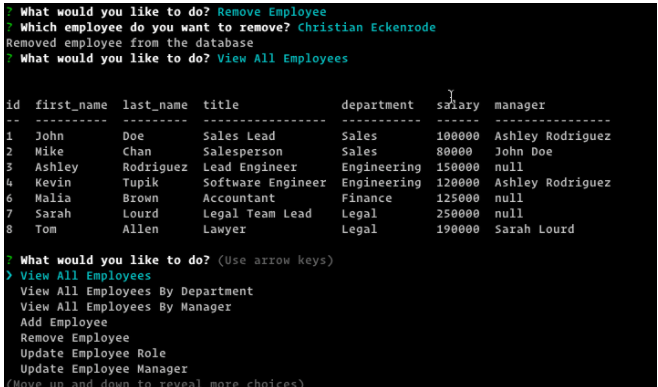 ? What would you like to do? Remove Employee
? Which employee do you want to remove? Christian Eckenrode
Removed employee from the database
? What would you like to do? View All Employees
id  first_name  last_name  title              department   salary  manager
--  ----------  ---------  -----------------  -----------  ------  ----------------
1   John        Doe        Sales Lead         Sales        100000  Ashley Rodriguez
2   Mike        Chan       Salesperson        Sales        80000   John Doe
3   Ashley      Rodriguez  Lead Engineer      Engineering  150000  null
4   Kevin       Tupik      Software Engineer  Engineering  120000  Ashley Rodriguez
6   Malia       Brown      Accountant         Finance      125000  null
7   Sarah       Lourd      Legal Team Lead    Legal        250000  null
8   Tom         Allen      Lawyer             Legal        190000  Sarah Lourd
? What would you like to do? (Use arrow keys)
❯ View All Employees
  View All Employees By Department
  View All Employees By Manager
  Add Employee
  Remove Employee
  Update Employee Role
  Update Employee Manager
(Move up and down to reveal more choices)